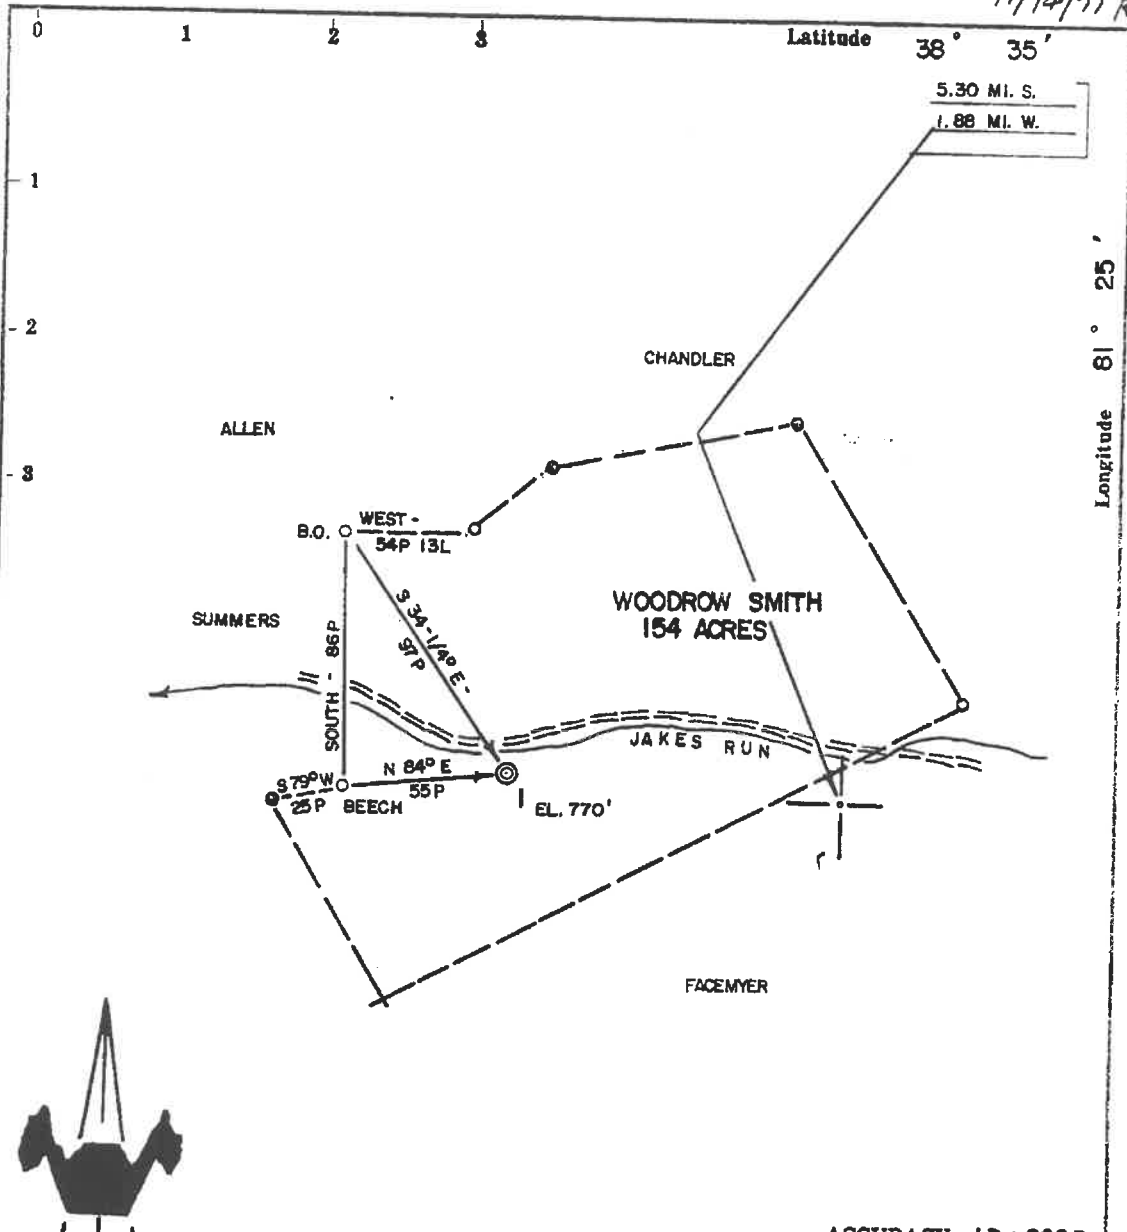 0 1 2 3 Latitude 38° 35'
5.30 MI. S.
1.88 MI. W.
1
2
3
Longitude 81° 25'
CHANDLER
ALLEN
B.O.
WEST -
54P 13L
SUMMERS
SOUTH - 86P
S 34-1/4° E -
97P
WOODROW SMITH
154 ACRES
JAKES RUN
S 79° W
25P
BEECH
N 84° E
55P
1
EL. 770'
FACEMYER